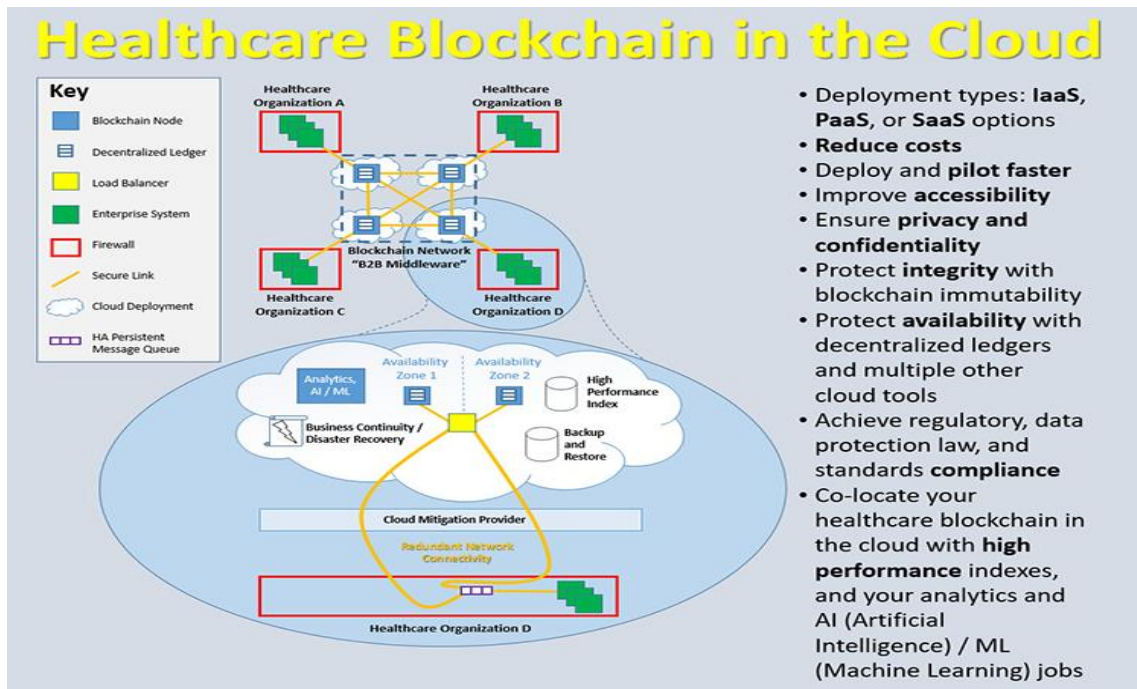 Healthcare Blockchain in the Cloud
Key
Blockchain Node
Decentralized Ledger
Load Balancer
Enterprise System
Firewall
Secure Link
Cloud Deployment
HA Persistent
Message Queue
Healthcare
Organization A
Healthcare
Organization B
Blockchain Network
"B2B Middleware"
Healthcare
Organization C
Healthcare
Organization D
Analytics,
AI / ML
Availability
Zone 1
Availability
Zone 2
High
Performance
Index
Business Continuity /
Disaster Recovery
Backup
and
Restore
Cloud Mitigation Provider
Redundant Network
Connectivity
Healthcare Organization D
• Deployment types: IaaS,
PaaS, or SaaS options
• Reduce costs
• Deploy and pilot faster
• Improve accessibility
• Ensure privacy and
confidentiality
• Protect integrity with
blockchain immutability
• Protect availability with
decentralized ledgers
and multiple other
cloud tools
• Achieve regulatory, data
protection law, and
standards compliance
• Co-locate your
healthcare blockchain in
the cloud with high
performance indexes,
and your analytics and
AI (Artificial
Intelligence) / ML
(Machine Learning) jobs